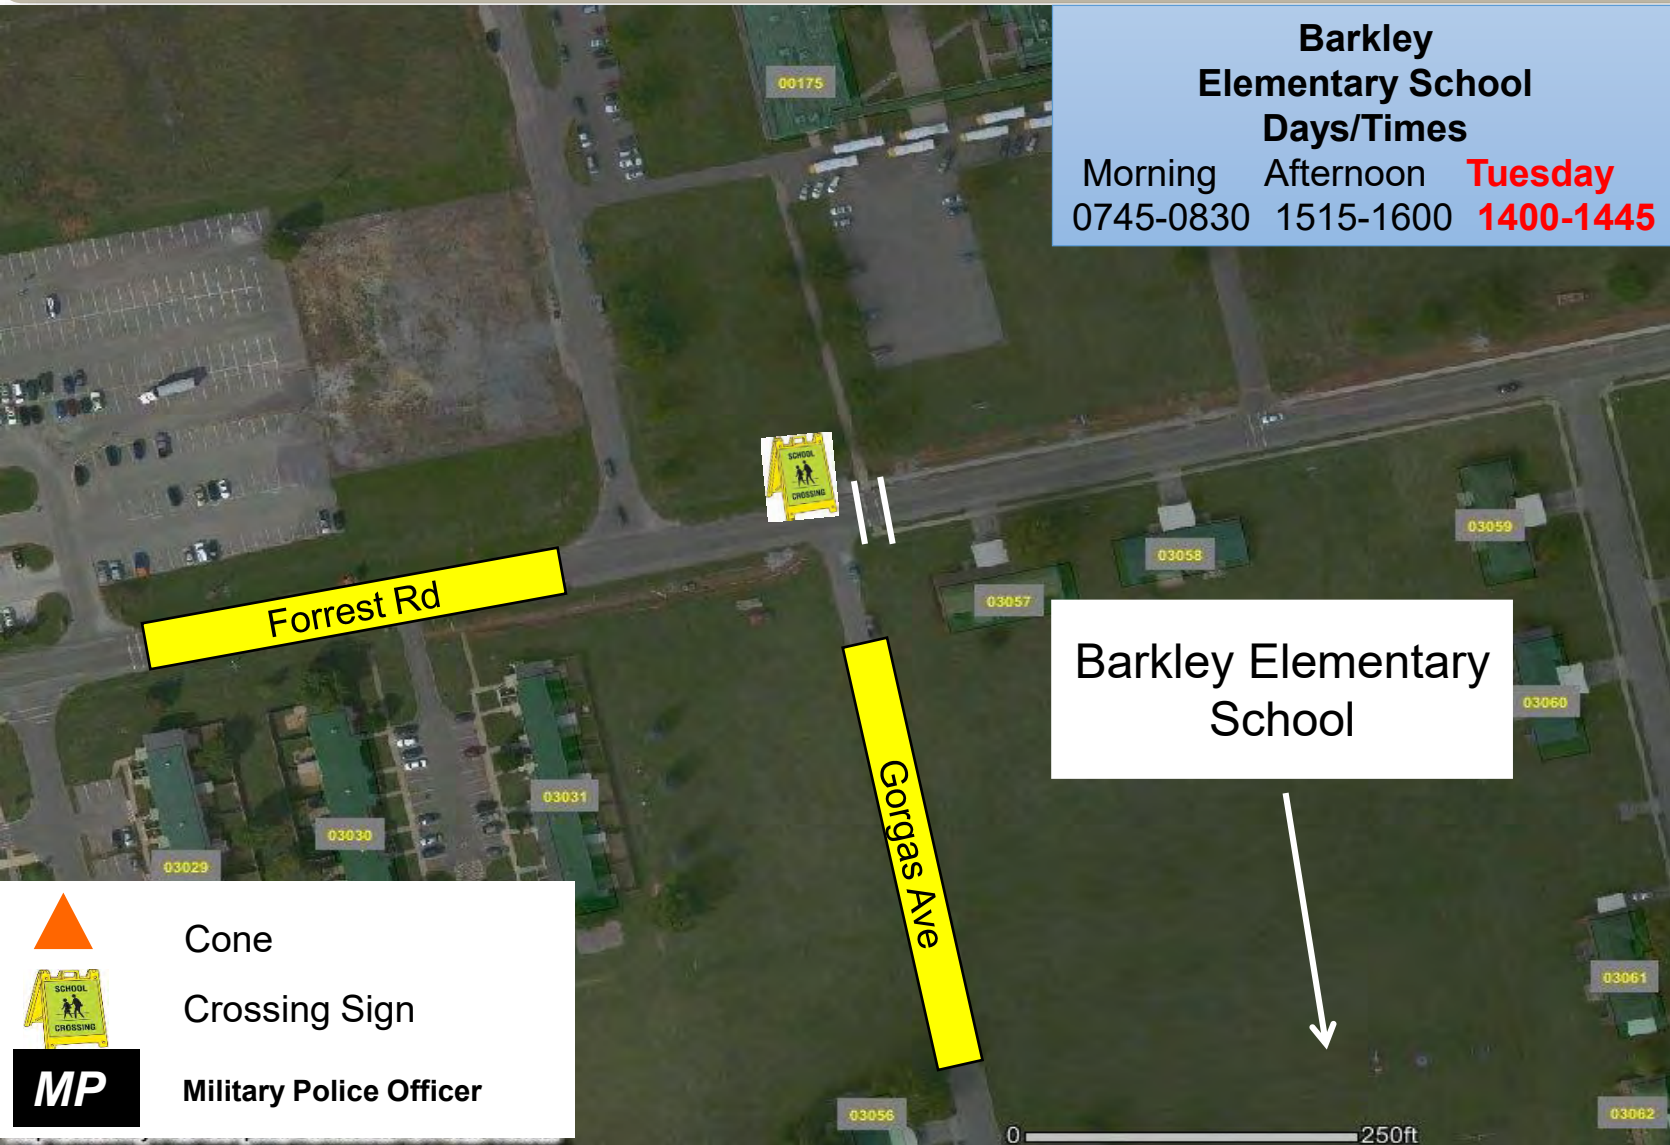 Barkley
Elementary School
Days/Times
Morning Afternoon Tuesday
0745-0830 1515-1600 1400-1445
00175
SCHOOL
CROSSING
03059
03058
03057
Forrest Rd
Barkley Elementary
School
03060
Gorgas Ave
03031
03030
03029
Cone
SCHOOL
CROSSING
Crossing Sign
MP Military Police Officer
03061
03056
03062
0 250ft